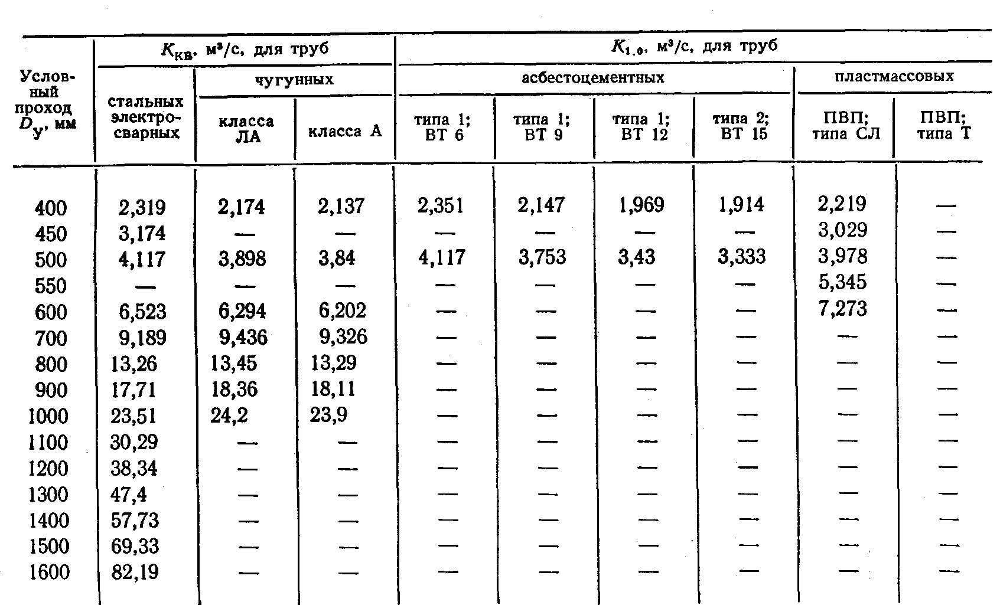 K_КВ, м³/с, для труб K₁.₀, м³/с, для труб
Услов-
ный
проход
D_У, мм
чугунных асбестоцементных пластмассовых
стальных
электро-
сварных
класса
ЛА
класса А
типа 1;
ВТ 6
типа 1;
ВТ 9
типа 1;
ВТ 12
типа 2;
ВТ 15
ПВП;
типа СЛ
ПВП;
типа Т
400 2,319 2,174 2,137 2,351 2,147 1,969 1,914 2,219 —
450 3,174 — — — — — — 3,029 —
500 4,117 3,898 3,84 4,117 3,753 3,43 3,333 3,978 —
550 — — — — — — — 5,345 —
600 6,523 6,294 6,202 — — — — 7,273 —
700 9,189 9,436 9,326 — — — — — —
800 13,26 13,45 13,29 — — — — — —
900 17,71 18,36 18,11 — — — — — —
1000 23,51 24,2 23,9 — — — — — —
1100 30,29 — — — — — — — —
1200 38,34 — — — — — — — —
1300 47,4 — — — — — — — —
1400 57,73 — — — — — — — —
1500 69,33 — — — — — — — —
1600 82,19 — — — — — — — —